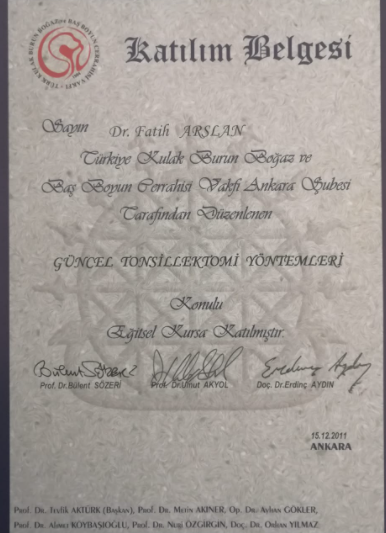 Katılım Belgesi
Sayın Dr. Fatih ARSLAN
Türkiye Kulak Burun Boğaz ve
Baş Boyun Cerrahisi Vakfı Ankara Şubesi
Tarafından Düzenlenen
GÜNCEL TONSİLLEKTOMİ YÖNTEMLERİ
Konulu
Eğitsel Kursa Katılmıştır.
Prof. Dr.Bülent SÖZERİ Prof. Dr.Umut AKYOL Doç. Dr.Erdinç AYDIN
15.12.2011
ANKARA
Prof. Dr. Tevfik AKTÜRK (Başkan), Prof. Dr. Metin AKINER, Op. Dr. Ayhan GÖKLER,
Prof. Dr. Ahmet KOYBAŞIOĞLU, Prof. Dr. Nuri ÖZGİRGİN, Doç. Dr. Orhan YILMAZ